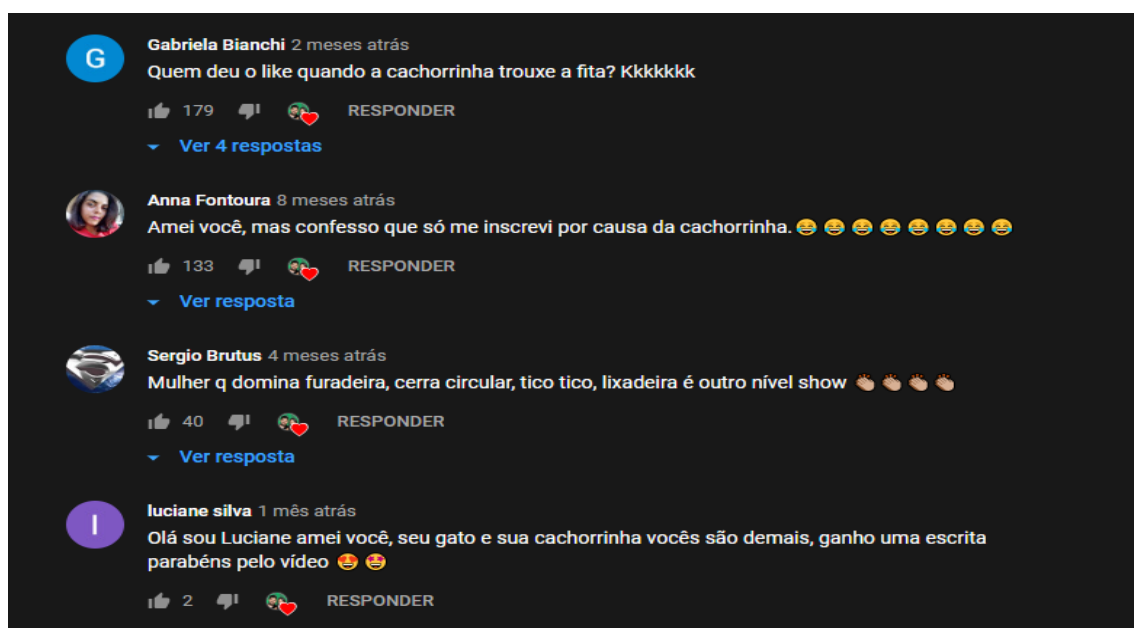 G
Gabriela Bianchi 2 meses atrás
Quem deu o like quando a cachorrinha trouxe a fita? Kkkkkkk
179 RESPONDER
Ver 4 respostas
Anna Fontoura 8 meses atrás
Amei você, mas confesso que só me inscrevi por causa da cachorrinha. 😂 😂 😂 😂 😂 😂 😂 😂
133 RESPONDER
Ver resposta
Sergio Brutus 4 meses atrás
Mulher q domina furadeira, cerra circular, tico tico, lixadeira é outro nível show 👏🏼 👏🏼 👏🏼 👏🏼
40 RESPONDER
Ver resposta
l
luciane silva 1 mês atrás
Olá sou Luciane amei você, seu gato e sua cachorrinha vocês são demais, ganho uma escrita
parabéns pelo vídeo 🤩 🤩
2 RESPONDER